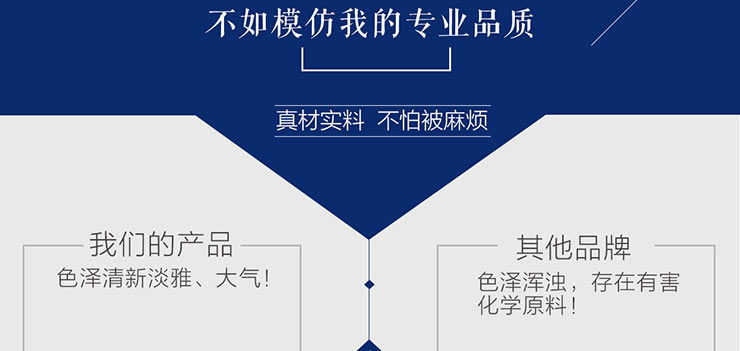 不如模仿我的专业品质
真材实料 不怕被麻烦
我们的产品
色泽清新淡雅、大气！
其他品牌
色泽浑浊，存在有害
化学原料！